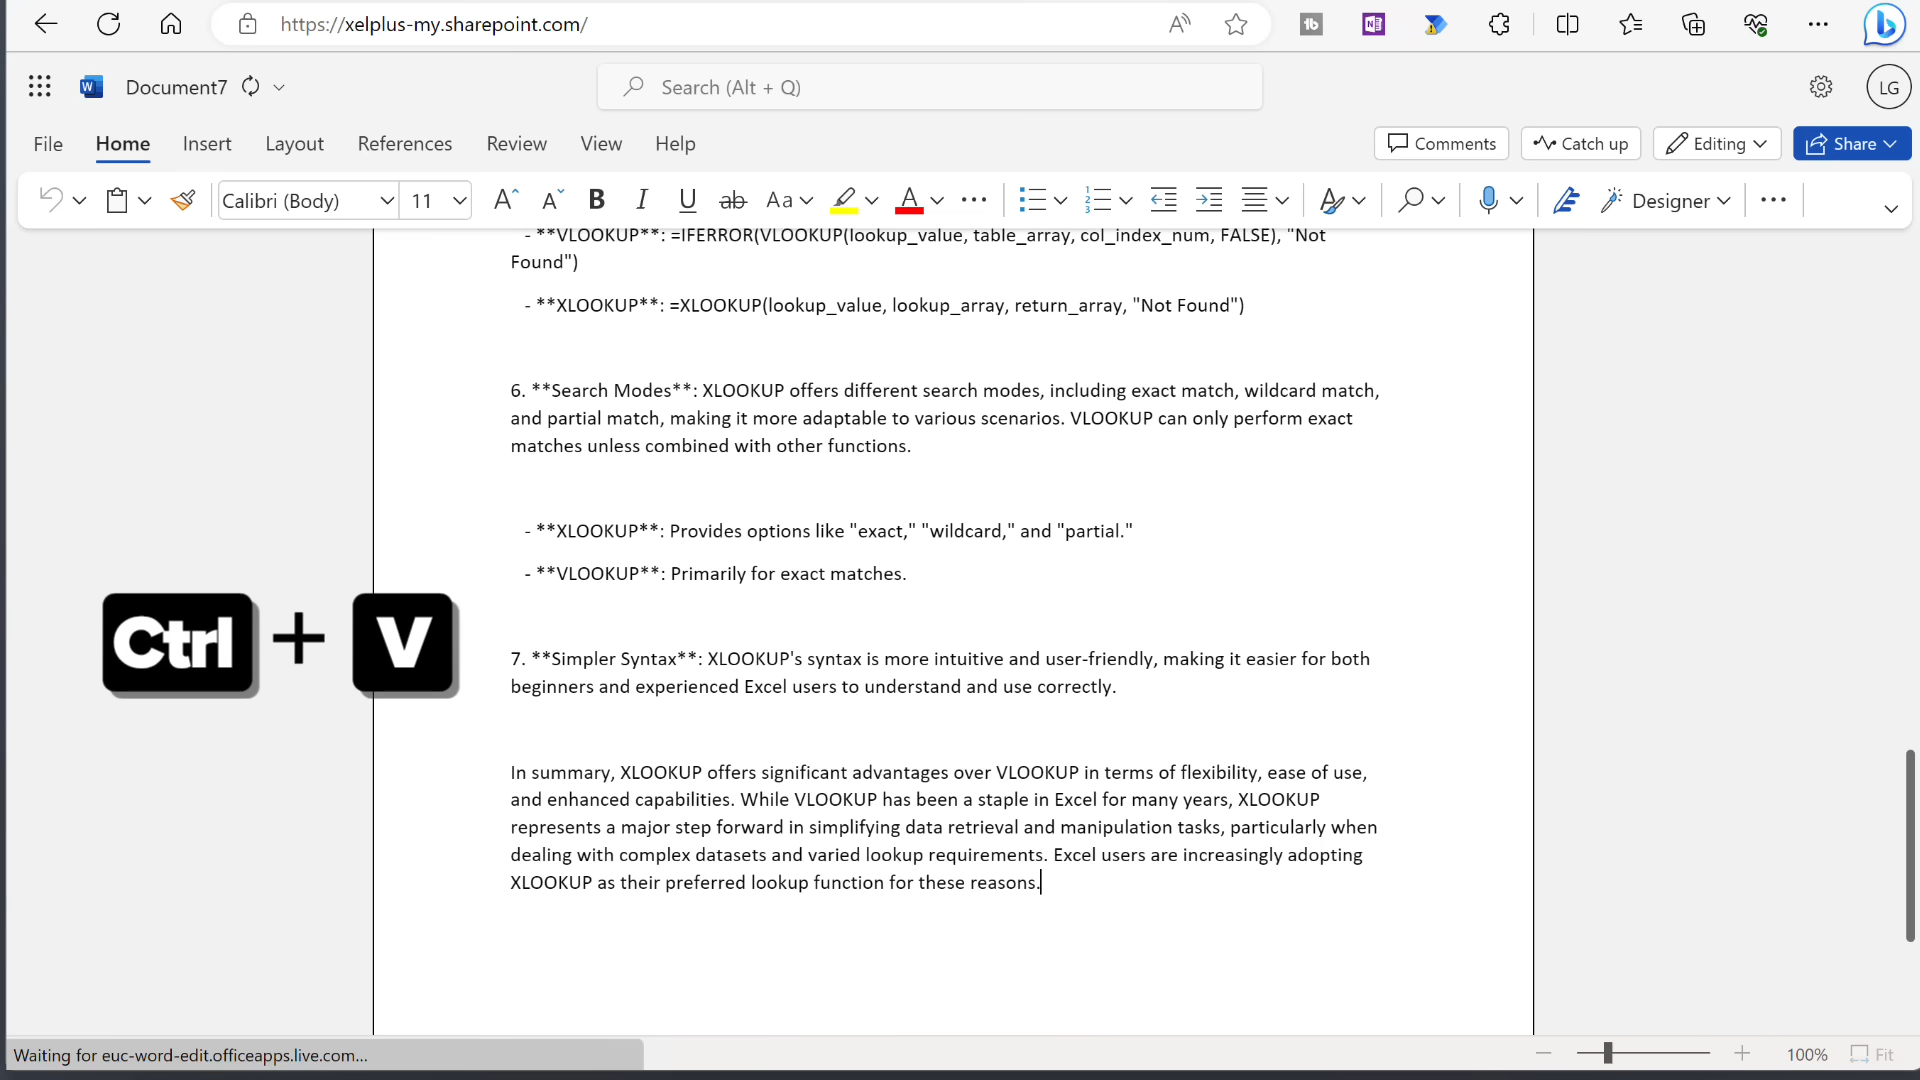 https://xelplus-my.sharepoint.com/
Document7
Search (Alt + Q)
LG
File Home Insert Layout References Review View Help
Comments Catch up Editing Share
Calibri (Body) 11 Designer
- **VLOOKUP**: =IFERROR(VLOOKUP(lookup_value, table_array, col_index_num, FALSE), "Not
Found")
- **XLOOKUP**: =XLOOKUP(lookup_value, lookup_array, return_array, "Not Found")
6. **Search Modes**: XLOOKUP offers different search modes, including exact match, wildcard match,
and partial match, making it more adaptable to various scenarios. VLOOKUP can only perform exact
matches unless combined with other functions.
- **XLOOKUP**: Provides options like "exact," "wildcard," and "partial."
- **VLOOKUP**: Primarily for exact matches.
Ctrl + V
7. **Simpler Syntax**: XLOOKUP's syntax is more intuitive and user-friendly, making it easier for both
beginners and experienced Excel users to understand and use correctly.
In summary, XLOOKUP offers significant advantages over VLOOKUP in terms of flexibility, ease of use,
and enhanced capabilities. While VLOOKUP has been a staple in Excel for many years, XLOOKUP
represents a major step forward in simplifying data retrieval and manipulation tasks, particularly when
dealing with complex datasets and varied lookup requirements. Excel users are increasingly adopting
XLOOKUP as their preferred lookup function for these reasons.
Waiting for euc-word-edit.officeapps.live.com...
100% Fit